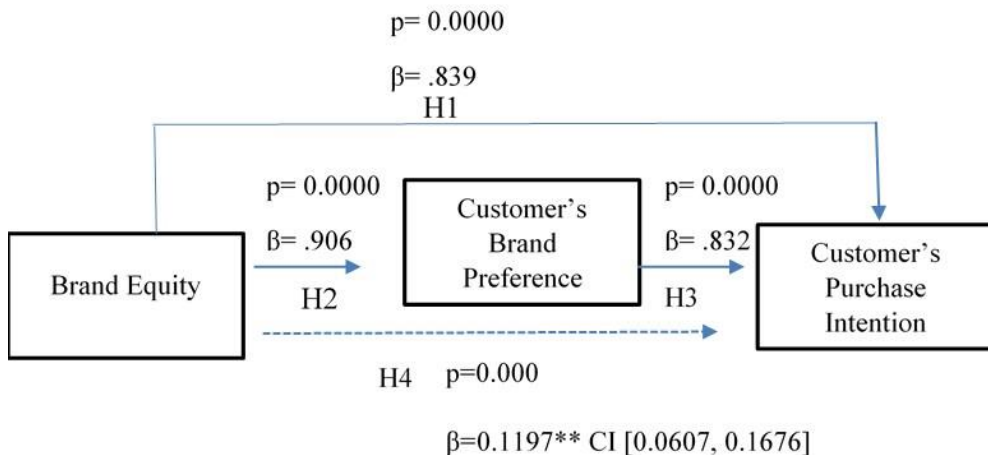 p= 0.0000
β= .839
H1
p= 0.0000
β= .906
H2
Customer’s
Brand
Preference
p= 0.0000
β= .832
H3
Brand Equity
Customer’s
Purchase
Intention
H4 p=0.000
β=0.1197** CI [0.0607, 0.1676]